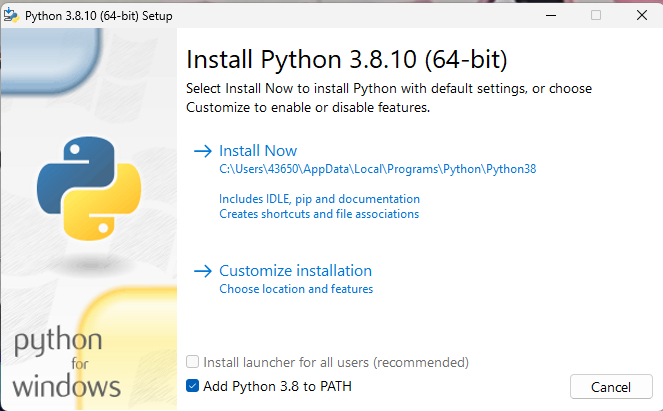 Python 3.8.10 (64-bit) Setup
Install Python 3.8.10 (64-bit)
Select Install Now to install Python with default settings, or choose
Customize to enable or disable features.
Install Now
C:\Users\43650\AppData\Local\Programs\Python\Python38
Includes IDLE, pip and documentation
Creates shortcuts and file associations
Customize installation
Choose location and features
python
for
windows
Install launcher for all users (recommended)
Add Python 3.8 to PATH
Cancel